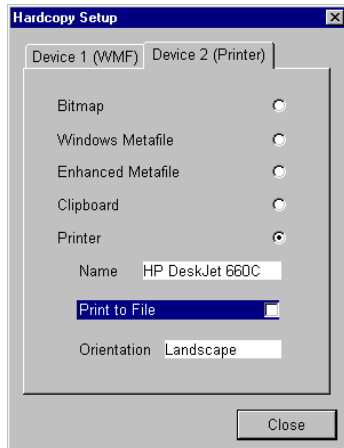 Hardcopy Setup
Device 1 (WMF) Device 2 (Printer)
Bitmap
Windows Metafile
Enhanced Metafile
Clipboard
Printer
Name HP DeskJet 660C
Print to File
Orientation Landscape
Close